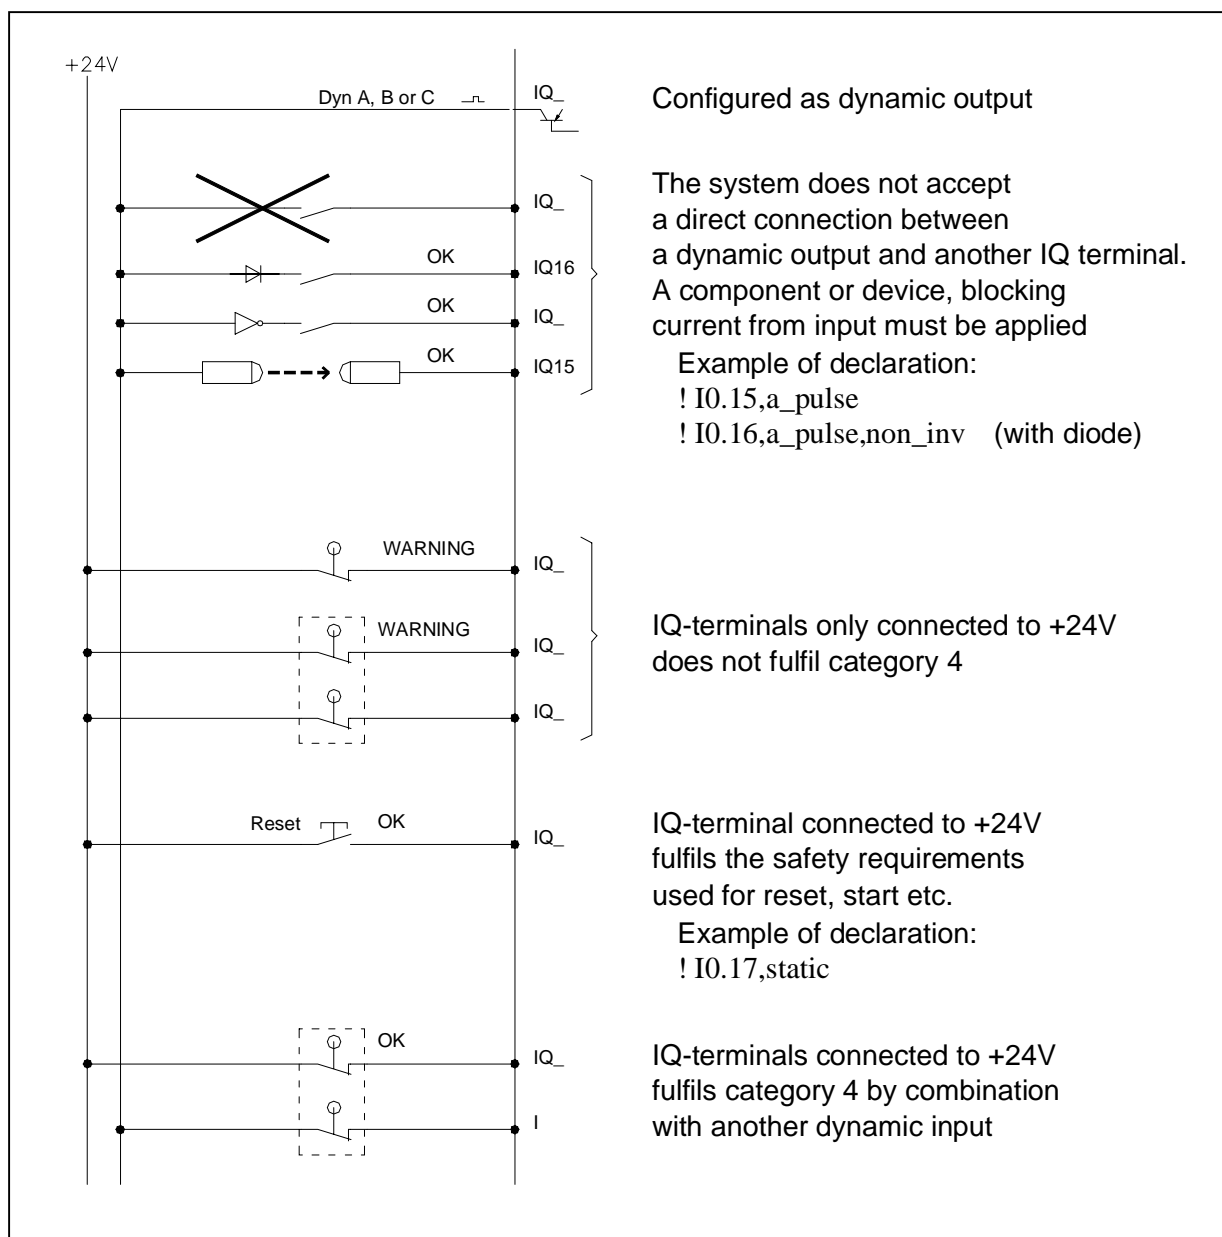 +24V
Dyn A, B or C
IQ_
Configured as dynamic output
IQ_
The system does not accept
a direct connection between
a dynamic output and another IQ terminal.
A component or device, blocking
current from input must be applied
OK
IQ16
OK
IQ_
OK
IQ15
Example of declaration:
! I0.15,a_pulse
! I0.16,a_pulse,non_inv (with diode)
WARNING
IQ_
WARNING
IQ_
IQ_
IQ-terminals only connected to +24V
does not fulfil category 4
Reset
OK
IQ_
IQ-terminal connected to +24V
fulfils the safety requirements
used for reset, start etc.
Example of declaration:
! I0.17,static
OK
IQ_
I
IQ-terminals connected to +24V
fulfils category 4 by combination
with another dynamic input